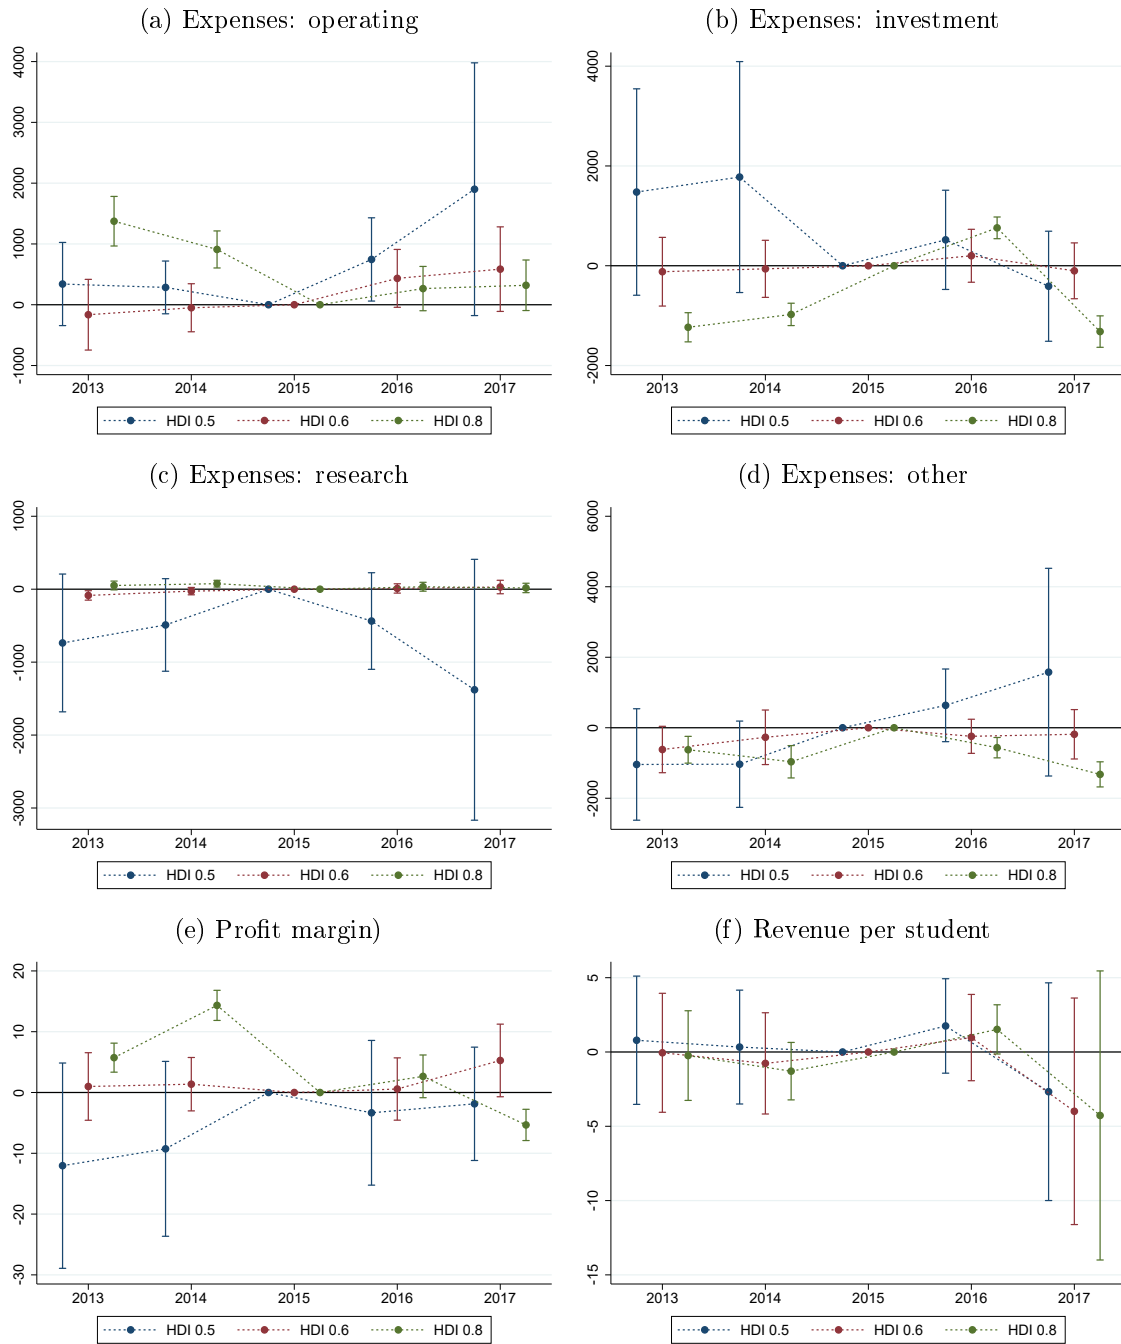 (a) Expenses: operating
4000
3000
2000
1000
0
-1000
2013 2014 2015 2016 2017
HDI 0.5 HDI 0.6 HDI 0.8
(b) Expenses: investment
4000
2000
0
-2000
2013 2014 2015 2016 2017
HDI 0.5 HDI 0.6 HDI 0.8
(c) Expenses: research
1000
0
-1000
-2000
-3000
2013 2014 2015 2016 2017
HDI 0.5 HDI 0.6 HDI 0.8
(d) Expenses: other
6000
4000
2000
0
-2000
2013 2014 2015 2016 2017
HDI 0.5 HDI 0.6 HDI 0.8
(e) Profit margin)
20
10
0
-10
-20
-30
2013 2014 2015 2016 2017
HDI 0.5 HDI 0.6 HDI 0.8
(f) Revenue per student
5
0
-5
-10
-15
2013 2014 2015 2016 2017
HDI 0.5 HDI 0.6 HDI 0.8